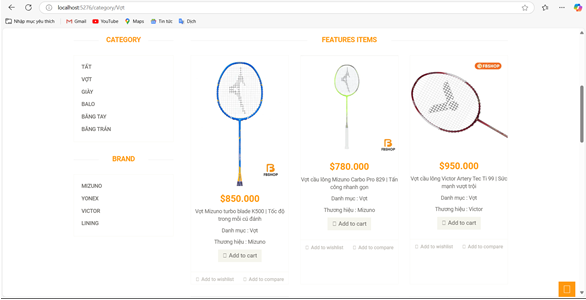 localhost:5276/category/Vợt
Nhập mục yêu thích
Gmail
YouTube
Maps
Tin tức
Dịch
CATEGORY
TẤT
VỢT
GIÀY
BALO
BĂNG TAY
BĂNG TRÁN
BRAND
MIZUNO
YONEX
VICTOR
LINING
FEATURES ITEMS
FBSHOP
$850.000
Vợt Mizuno turbo blade K500 | Tốc độ
trong mỗi cú đánh
Danh mục : Vợt
Thương hiệu : Mizuno
Add to cart
Add to wishlist
Add to compare
FBSHOP
$780.000
Vợt cầu lông Mizuno Carbo Pro 829 | Tấn
công nhanh gọn
Danh mục : Vợt
Thương hiệu : Mizuno
Add to cart
Add to wishlist
Add to compare
FBSHOP
$950.000
Vợt cầu lông Victor Artery Tec Ti 99 | Sức
mạnh vượt trội
Danh mục : Vợt
Thương hiệu : Victor
Add to cart
Add to wishlist
Add to compare